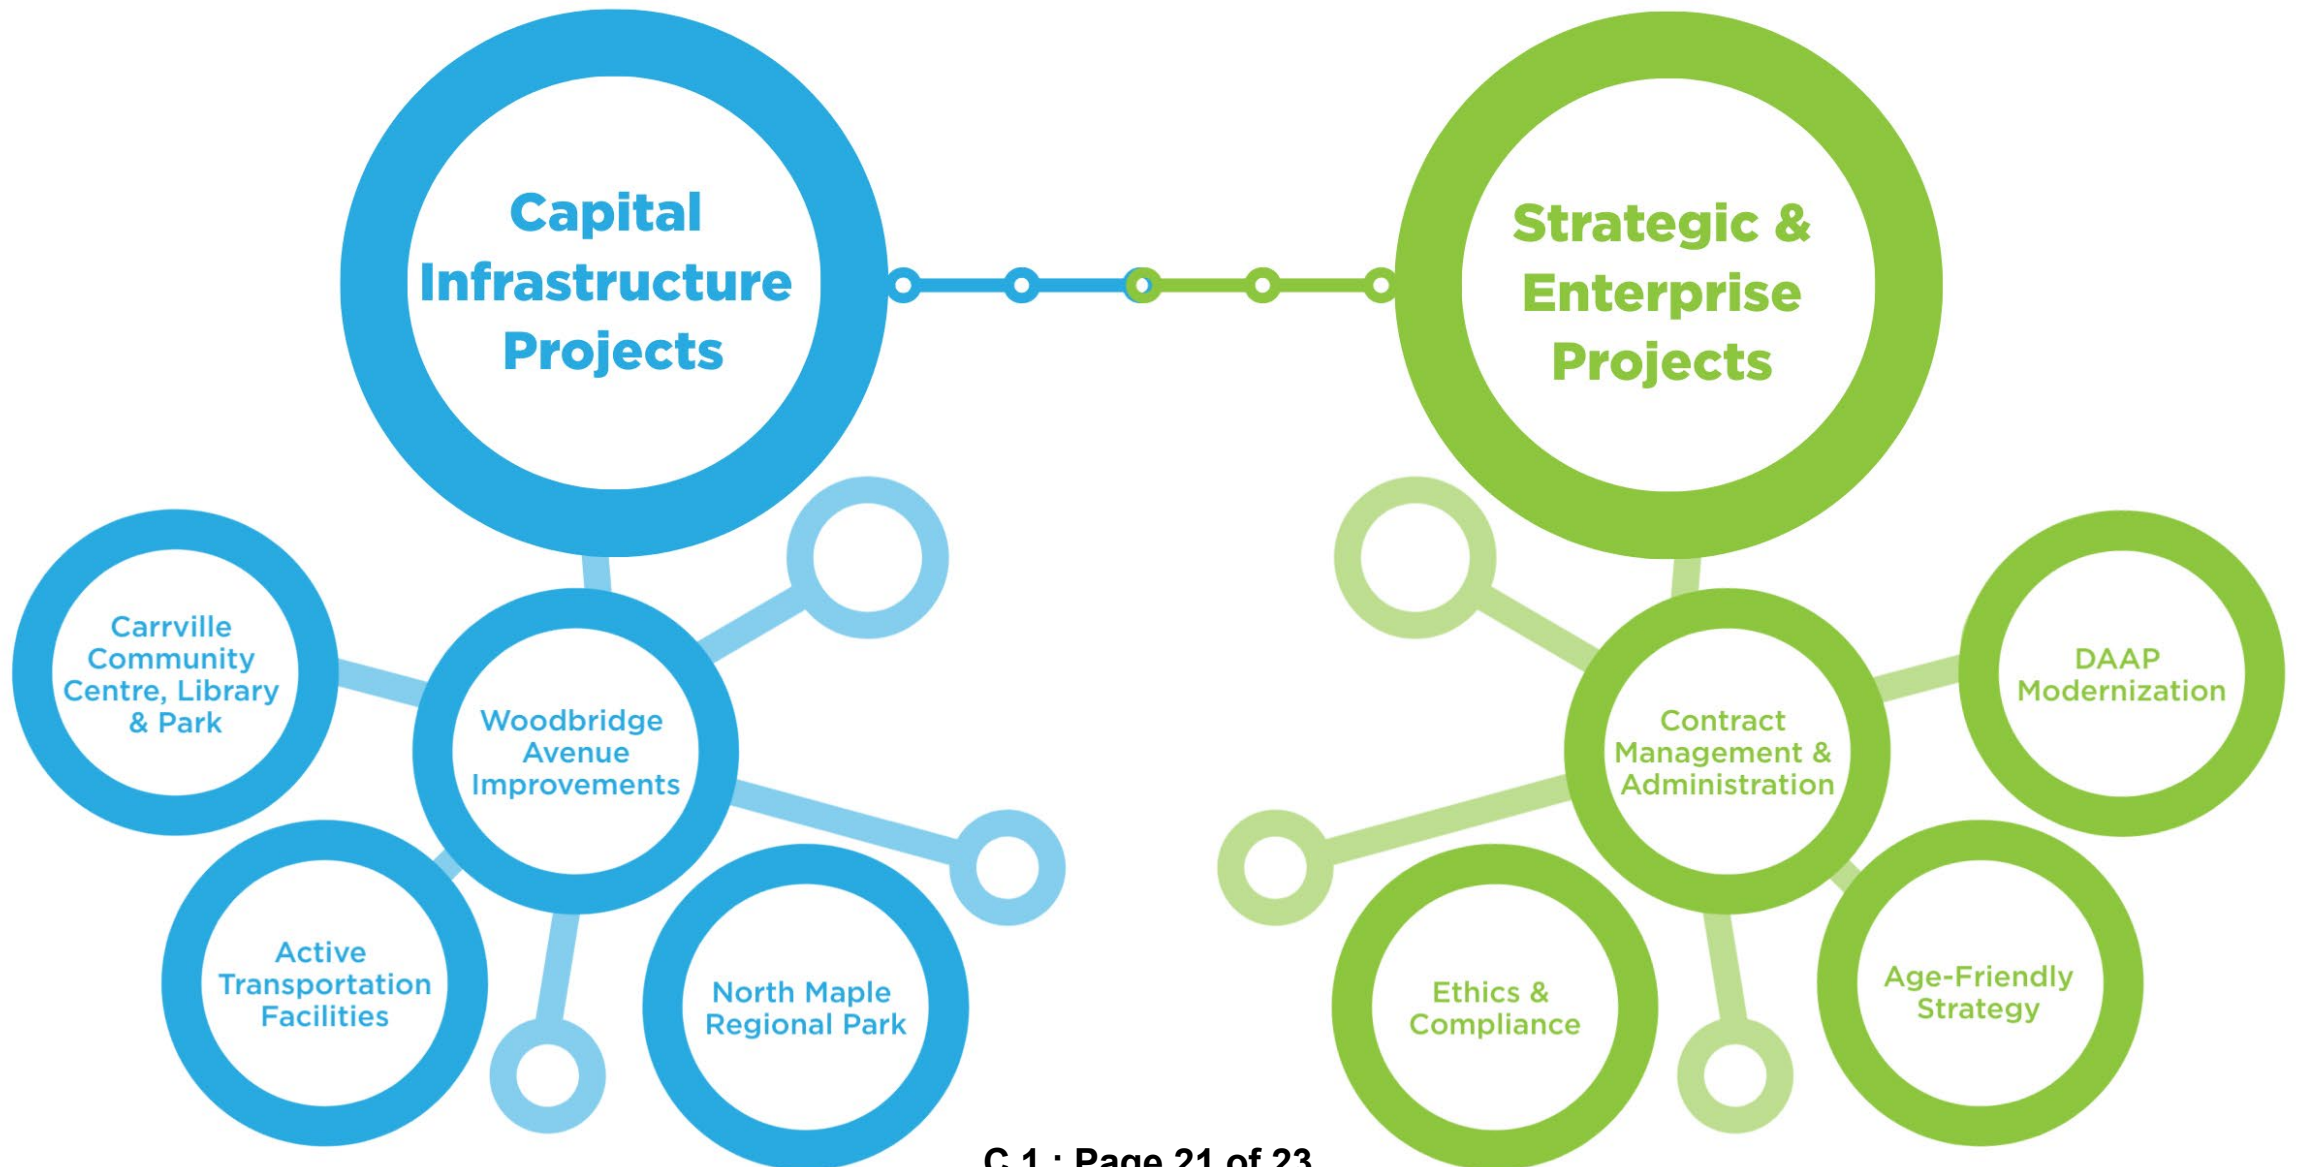 Capital
Infrastructure
Projects
Strategic &
Enterprise
Projects
Carrville
Community
Centre, Library
& Park
Woodbridge
Avenue
Improvements
Active
Transportation
Facilities
North Maple
Regional Park
Contract
Management &
Administration
DAAP
Modernization
Ethics &
Compliance
Age-Friendly
Strategy
C 1 : Page 21 of 23